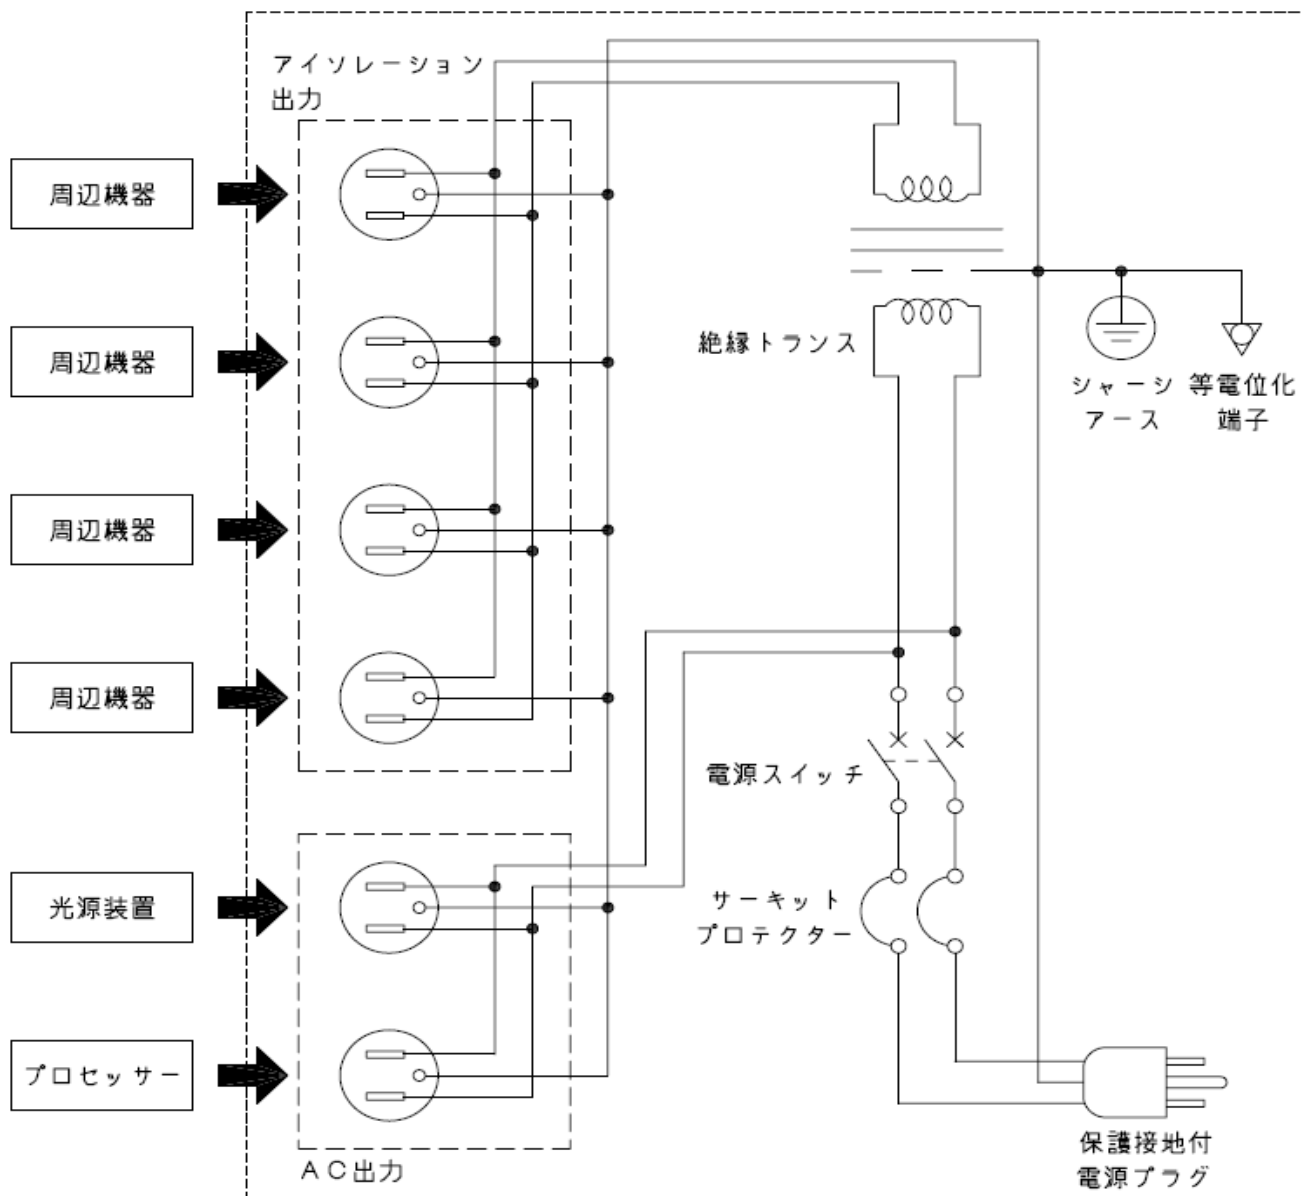 アイソレーション
出力
周辺機器
周辺機器
周辺機器
周辺機器
光源装置
プロセッサー
AC出力
絶縁トランス
シャーシ
アース
等電位化
端子
電源スイッチ
サーキット
プロテクター
保護接地付
電源プラグ